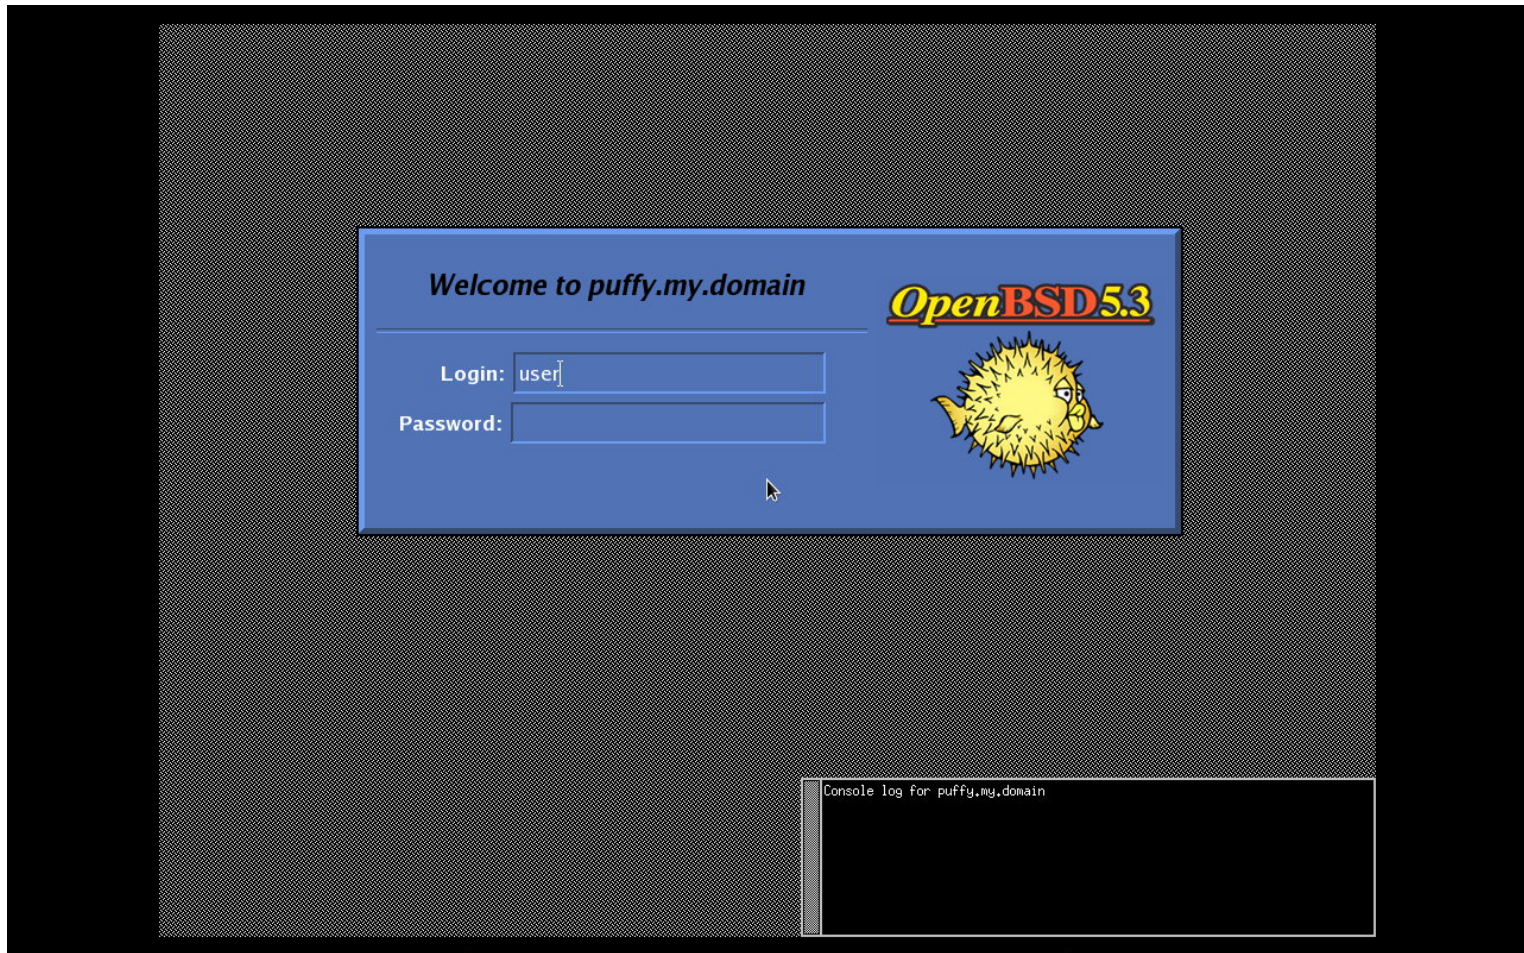 Welcome to puffy.my.domain
OpenBSD5.3
Login: user
Password:
Console log for puffy.my.domain